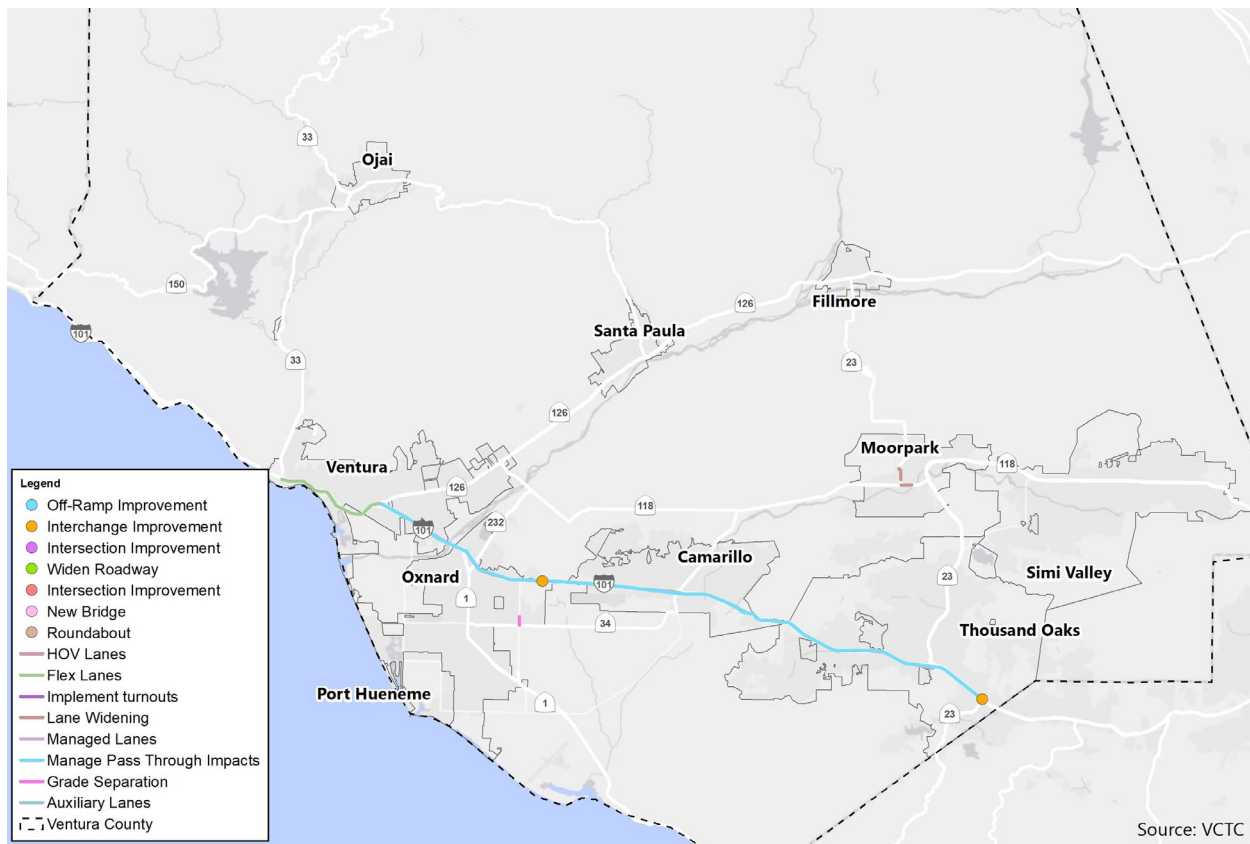 33
Ojai
150
101
Fillmore
126
Santa Paula
33
23
126
Moorpark
Ventura
118
126
118
232
101
Camarillo
Oxnard
101
Simi Valley
23
1
34
Thousand Oaks
Port Hueneme
1
23
Legend
Off-Ramp Improvement
Interchange Improvement
Intersection Improvement
Widen Roadway
Intersection Improvement
New Bridge
Roundabout
HOV Lanes
Flex Lanes
Implement turnouts
Lane Widening
Managed Lanes
Manage Pass Through Impacts
Grade Separation
Auxiliary Lanes
Ventura County
Source: VCTC